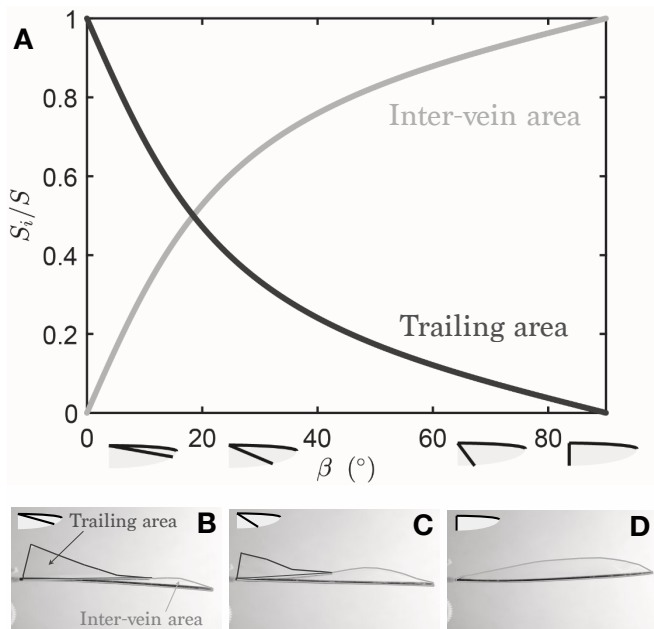 A
1
0.8
0.6
0.4
0.2
0
S_i/S
Inter-vein area
Trailing area
0 20 40 60 80
β (°)
B
Trailing area
Inter-vein area
C
D